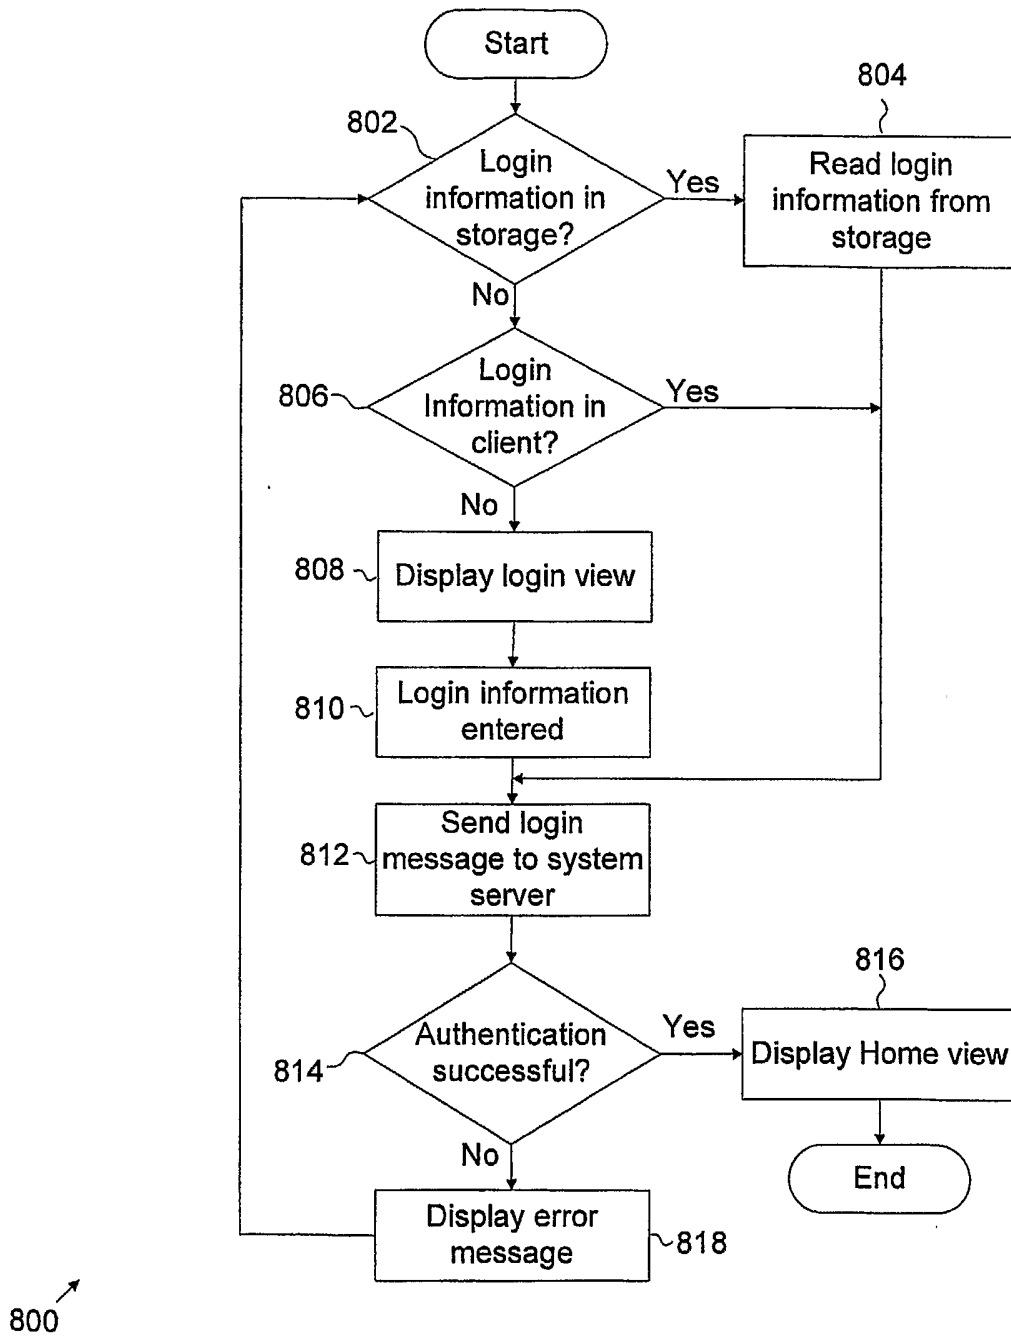 Start
802
Login
information in
storage?
Yes
804
Read login
information from
storage
No
806
Login
Information in
client?
Yes
No
808
Display login view
810
Login information
entered
812
Send login
message to system
server
814
Authentication
successful?
Yes
816
Display Home view
No
End
Display error
message
818
800